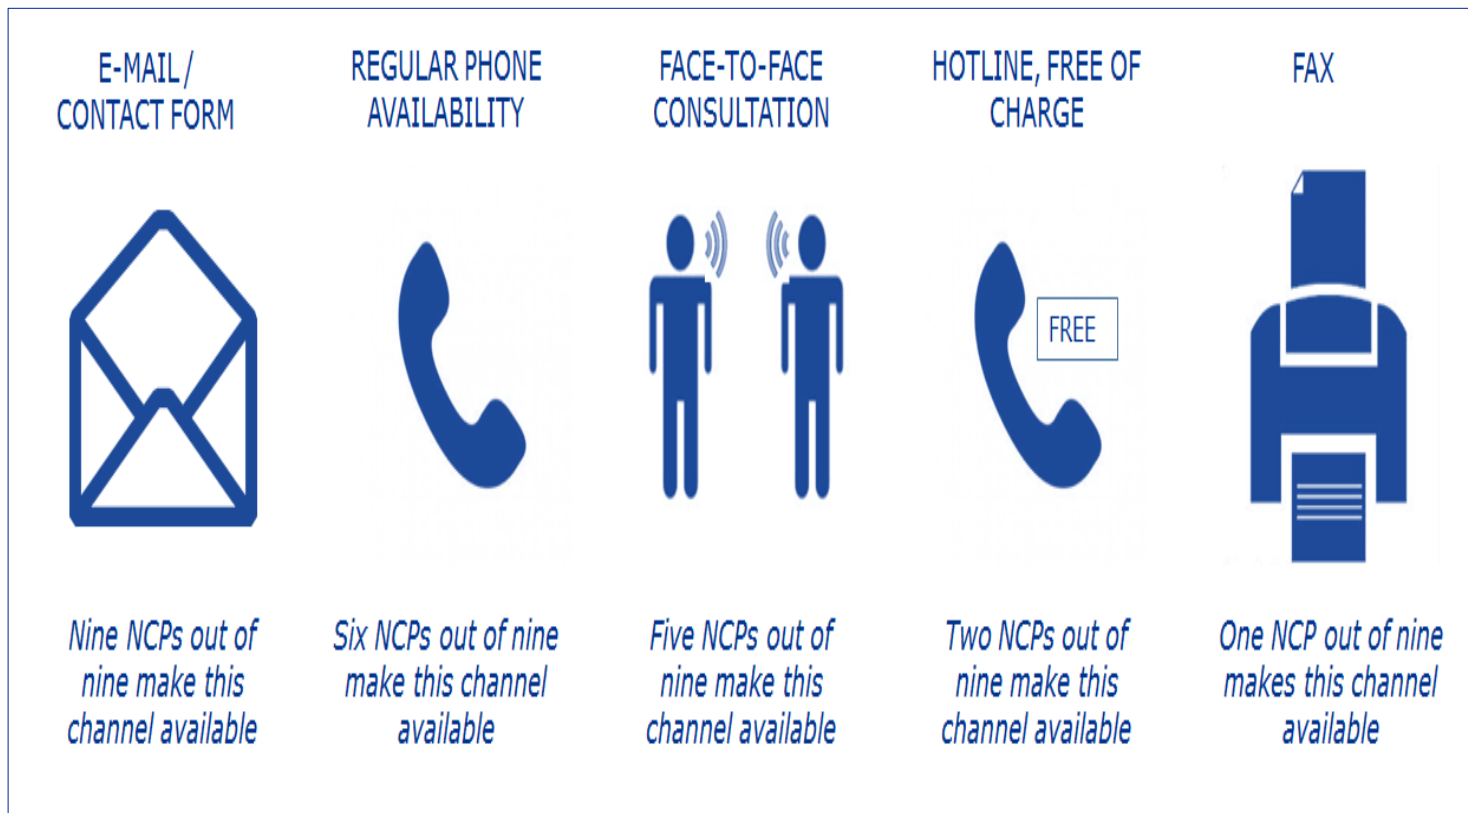 E-MAIL /
CONTACT FORM
REGULAR PHONE
AVAILABILITY
FACE-TO-FACE
CONSULTATION
HOTLINE, FREE OF
CHARGE
FAX
FREE
Nine NCPs out of
nine make this
channel available
Six NCPs out of nine
make this channel
available
Five NCPs out of
nine make this
channel available
Two NCPs out of
nine make this
channel available
One NCP out of nine
makes this channel
available